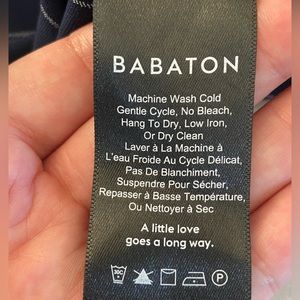 BABATON
Machine Wash Cold
Gentle Cycle, No Bleach,
Hang To Dry, Low Iron,
Or Dry Clean
Laver à La Machine à
L'eau Froide Au Cycle Délicat,
Pas De Blanchiment,
Suspendre Pour Sécher,
Repasser à Basse Température,
Ou Nettoyer à Sec
A little love
goes a long way.
30C P